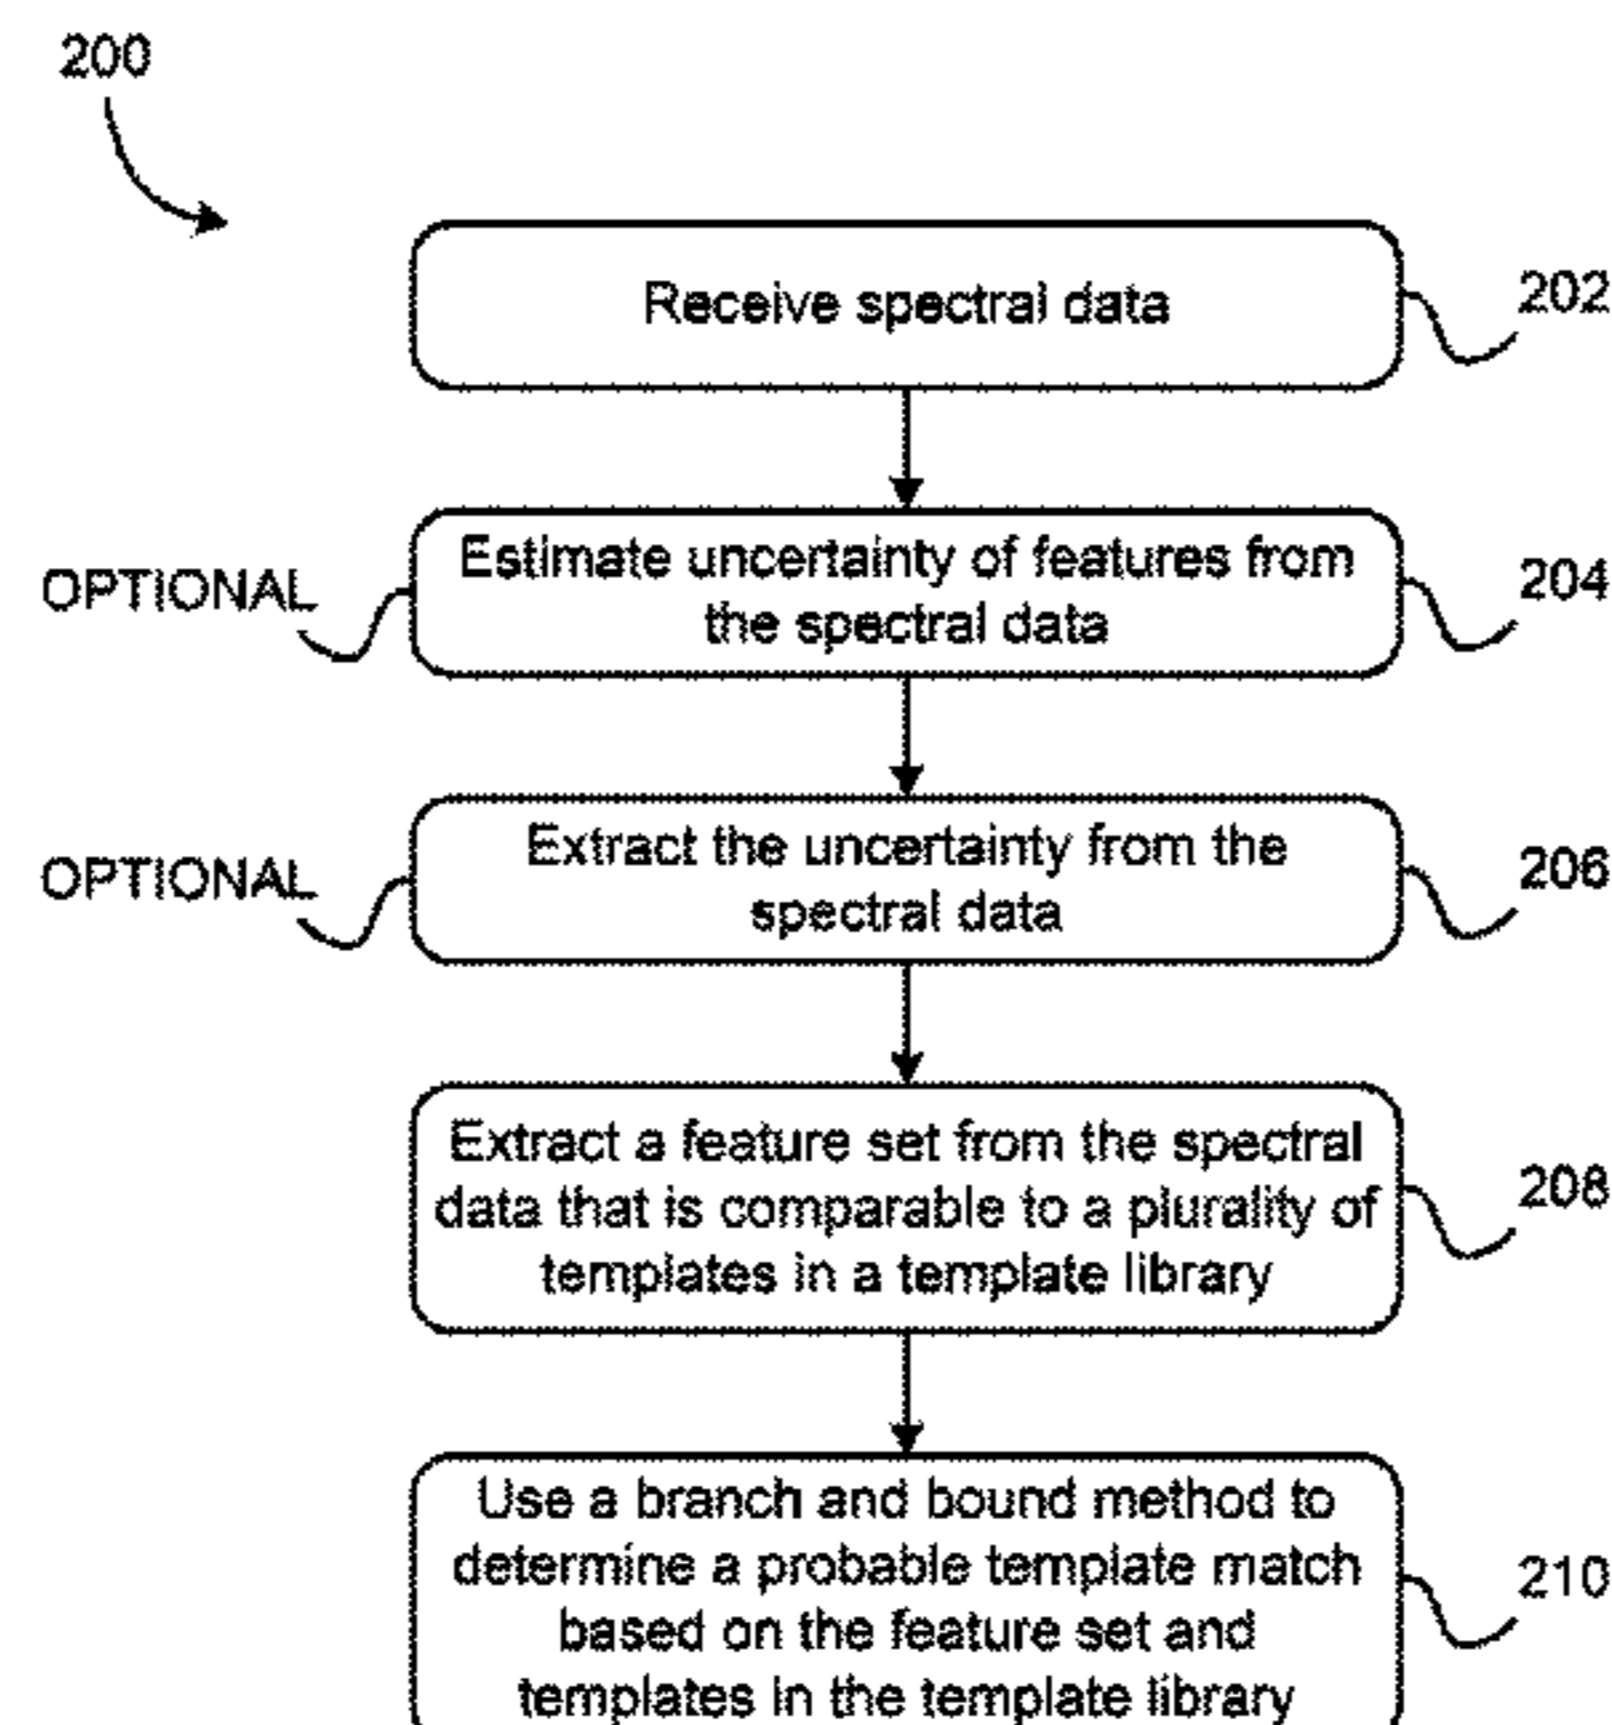 200
Receive spectral data
202
OPTIONAL
Estimate uncertainty of features from
the spectral data
204
OPTIONAL
Extract the uncertainty from the
spectral data
206
Extract a feature set from the spectral
data that is comparable to a plurality of
templates in a template library
208
Use a branch and bound method to
determine a probable template match
based on the feature set and
templates in the template library
210